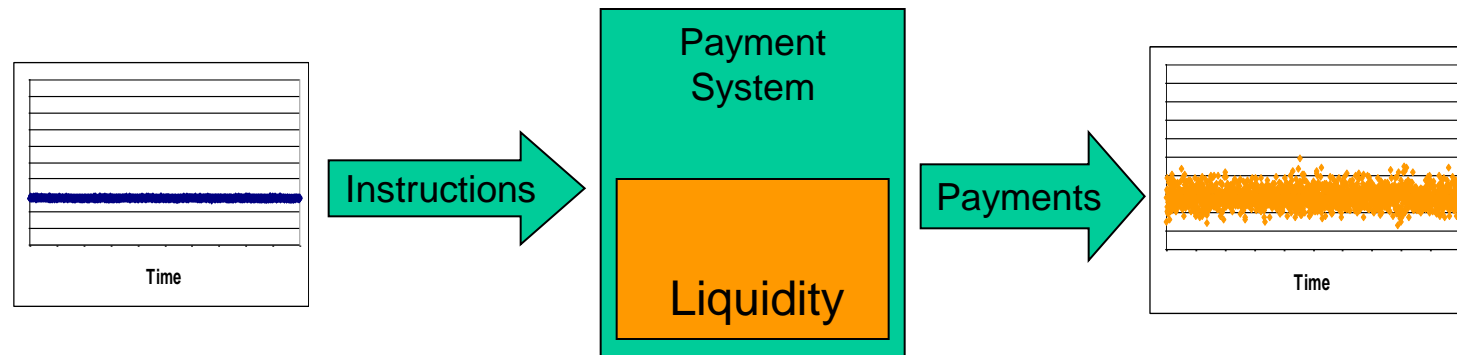 Time
Instructions
Payment
System
Liquidity
Payments
Time